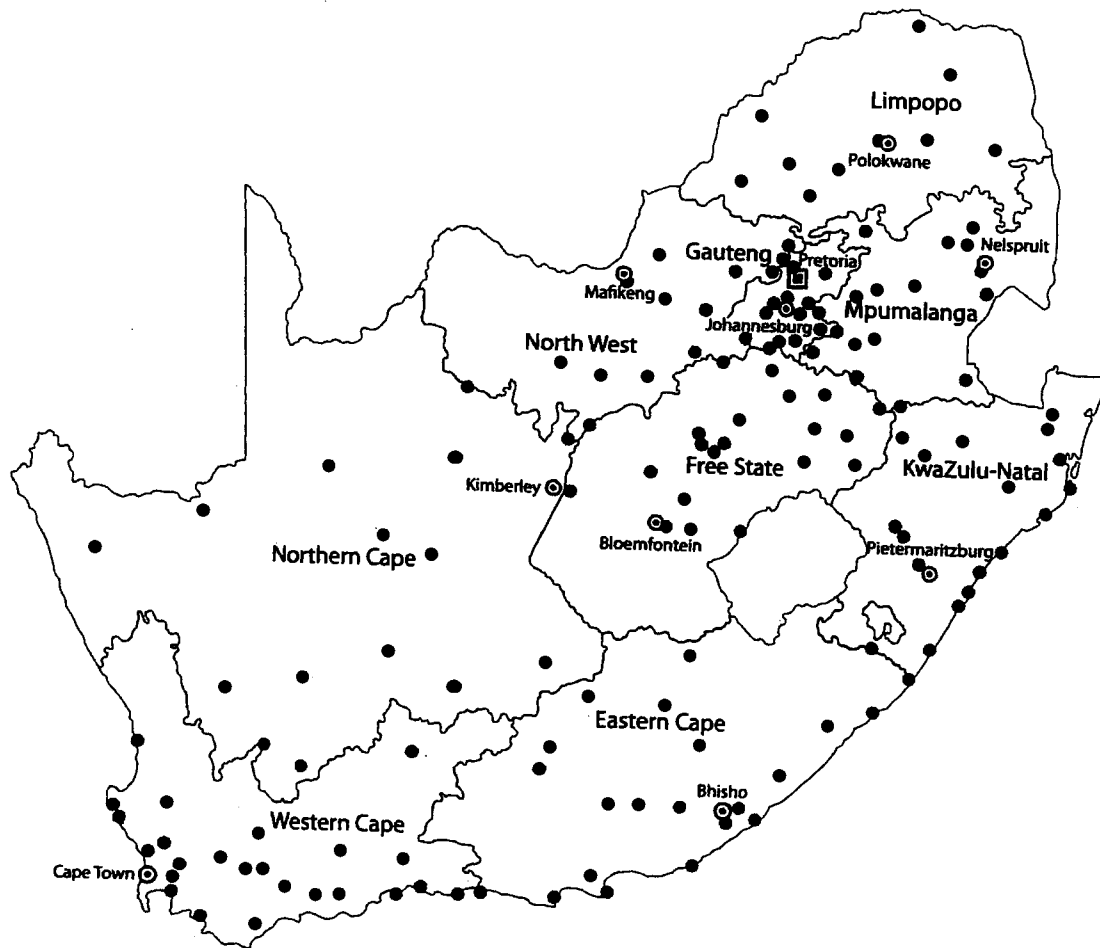 Limpopo
Polokwane
Nelspruit
Gauteng
Pretoria
Mafikeng
Mpumalanga
Johannesburg
North West
Free State
KwaZulu-Natal
Kimberley
Bloemfontein
Northern Cape
Pietermaritzburg
Eastern Cape
Bhisho
Western Cape
Cape Town